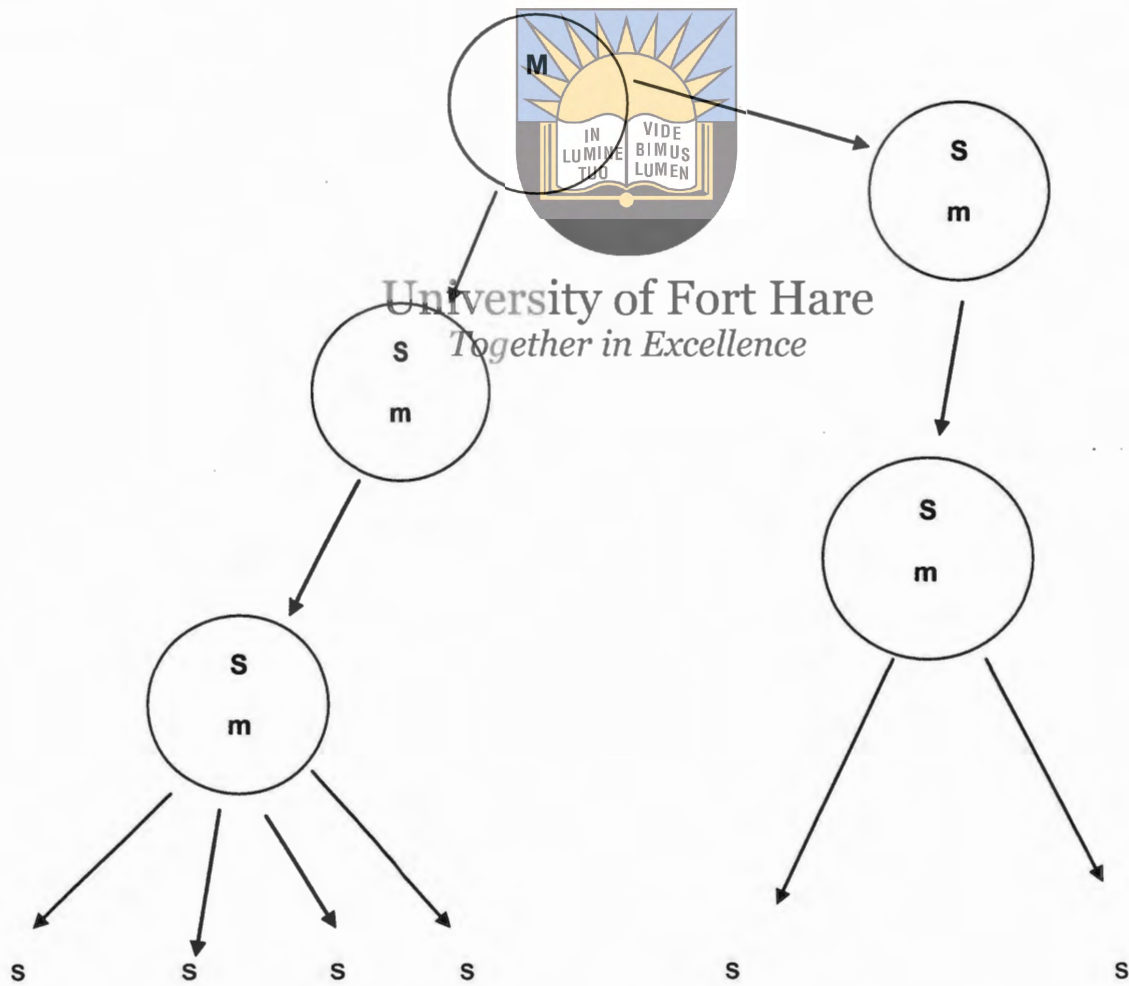 M
IN
LUMINE
TUO
VIDE
BIMUS
LUMEN
S
m
University of Fort Hare
Together in Excellence
S
m
S
m
S
m
S S S S S S